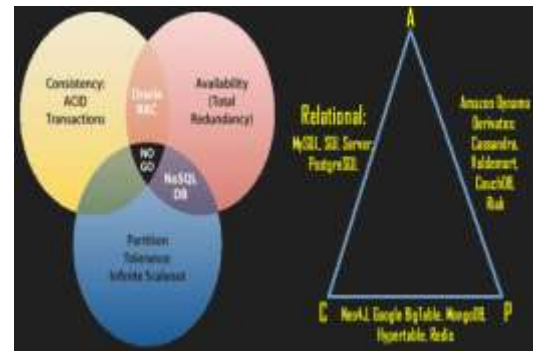 Consistency:
ACID
Transactions
Oracle
RAC
Availability
(Total
Redundancy)
NO
GO
NoSQL
DB
Partition
Tolerance:
Infinite Scaleout
A
Relational:
MySQL, SQL Server,
PostgreSQL
Amazon Dynamo
Derivates:
Cassandra,
Voldemort,
CouchDB,
Riak
C
P
Neo4J, Google BigTable, MongoDB,
Hypertable, Redis